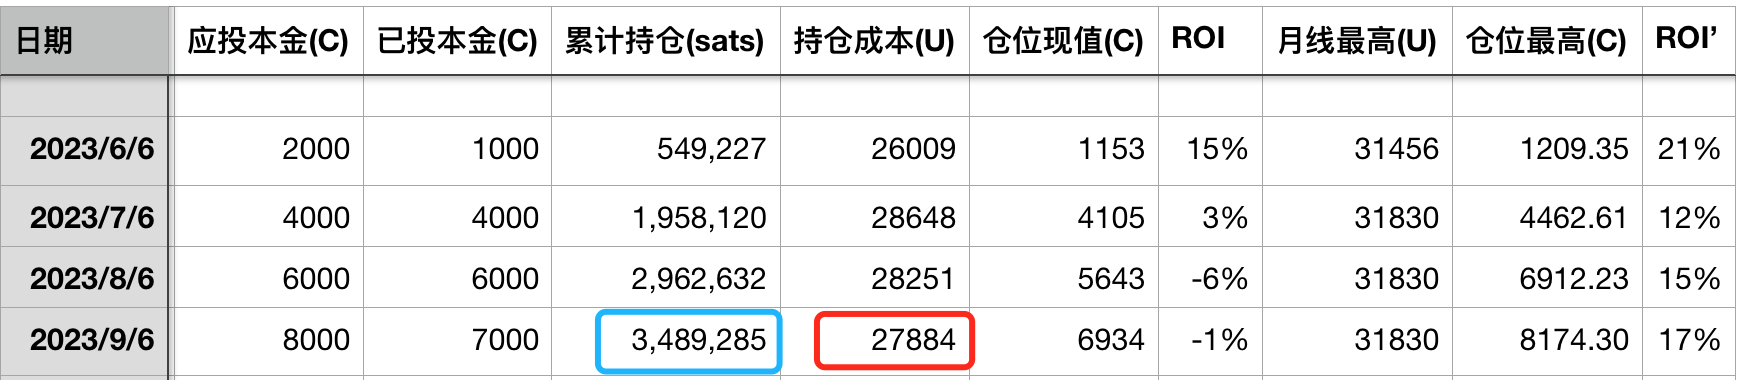 日期 应投本金(C) 已投本金(C) 累计持仓(sats) 持仓成本(U) 仓位现值(C) ROI 月线最高(U) 仓位最高(C) ROI’
2023/6/6 2000 1000 549,227 26009 1153 15% 31456 1209.35 21%
2023/7/6 4000 4000 1,958,120 28648 4105 3% 31830 4462.61 12%
2023/8/6 6000 6000 2,962,632 28251 5643 -6% 31830 6912.23 15%
2023/9/6 8000 7000 3,489,285 27884 6934 -1% 31830 8174.30 17%